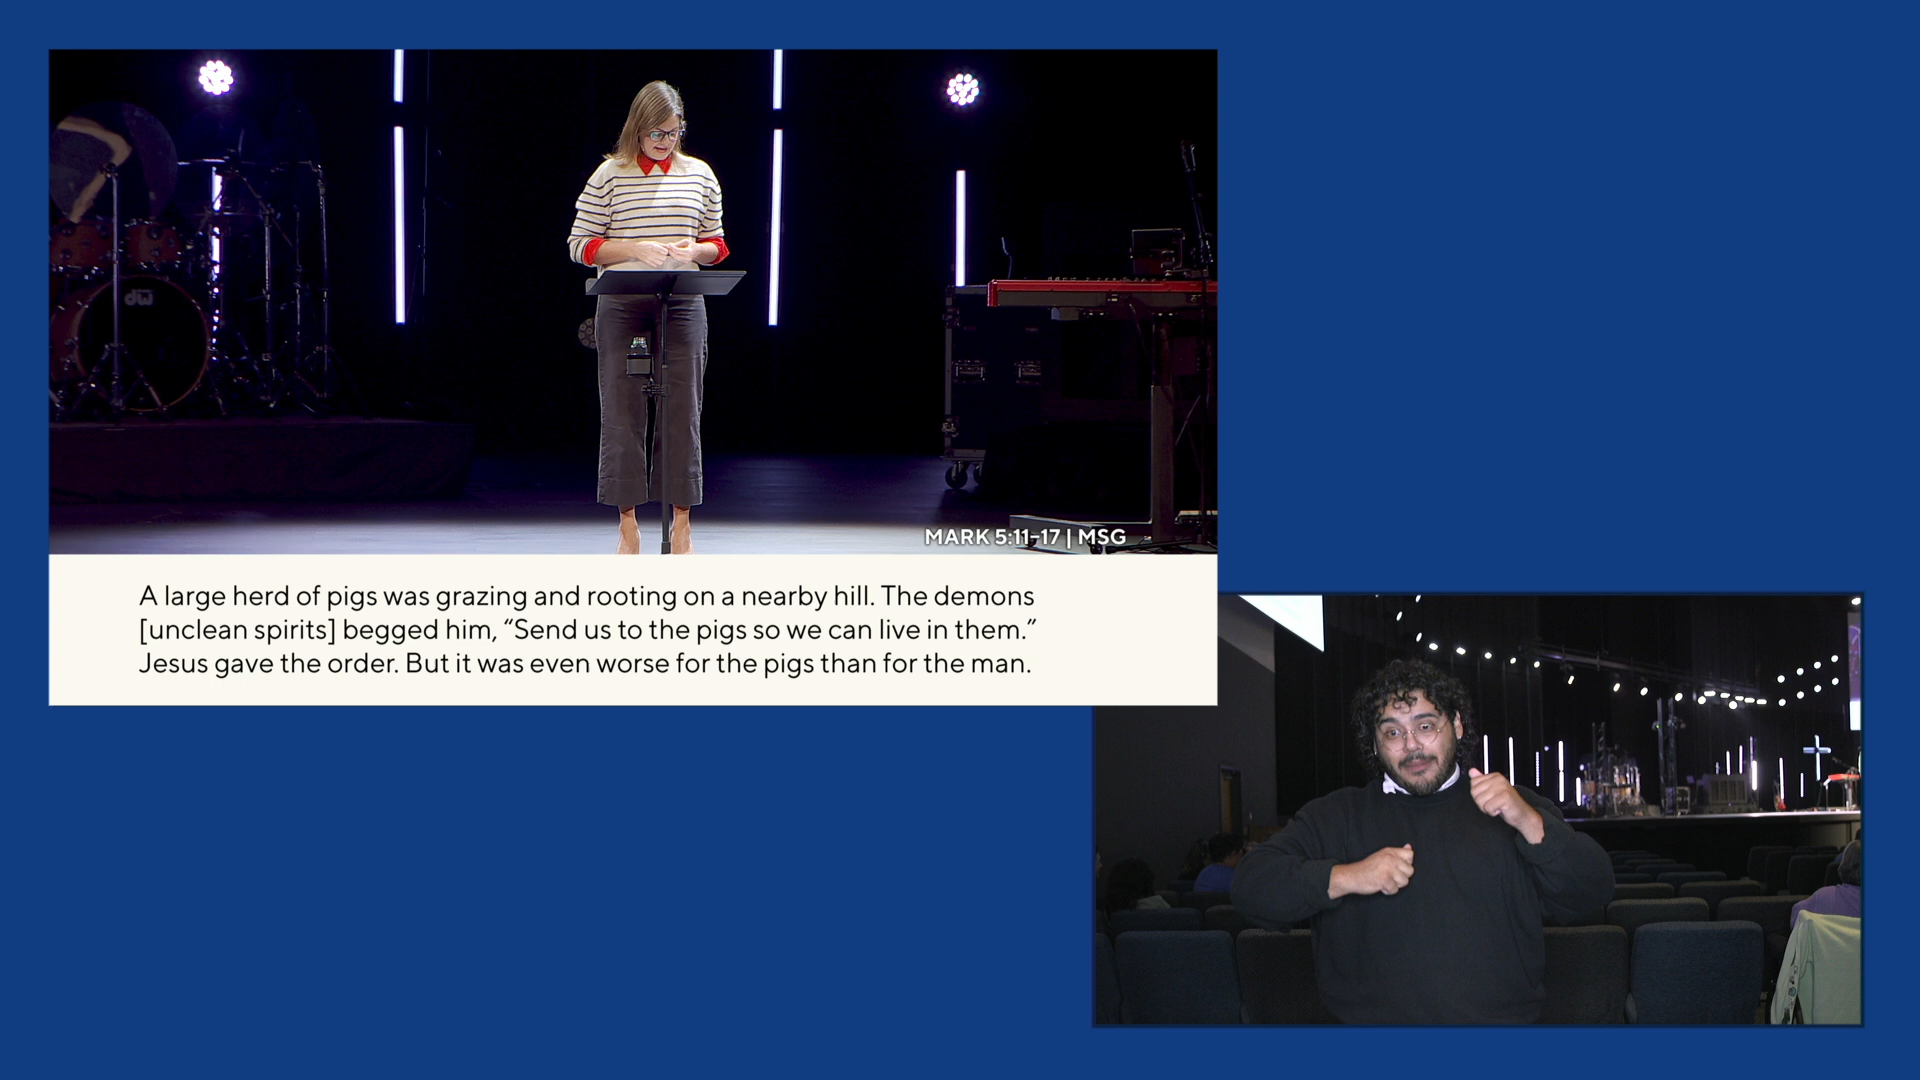 dw
MARK 5:11–17 | MSG
A large herd of pigs was grazing and rooting on a nearby hill. The demons
[unclean spirits] begged him, “Send us to the pigs so we can live in them.”
Jesus gave the order. But it was even worse for the pigs than for the man.